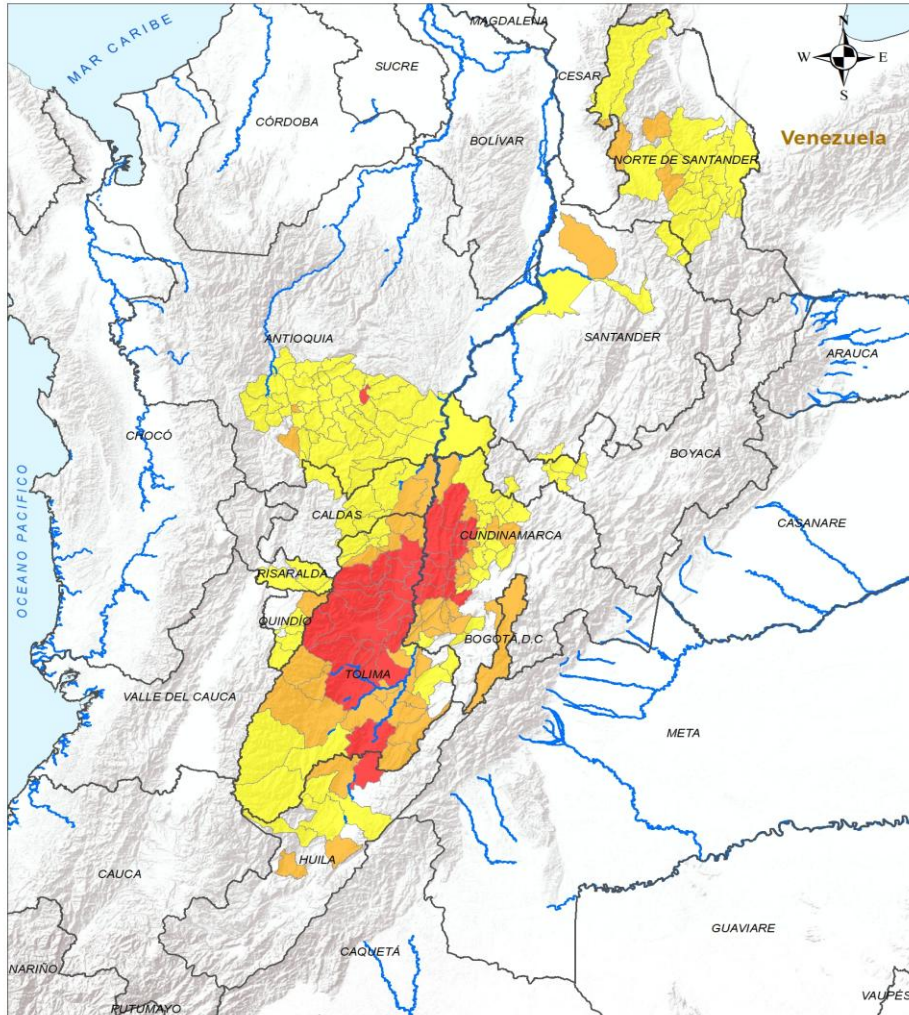 MAGDALENA
MAR CARIBE
N
W
E
S
SUCRE
CESAR
CÓRDOBA
BOLÍVAR
Venezuela
NORTE DE SANTANDER
ANTIOQUIA
SANTANDER
ARAUCA
CHOCÓ
BOYACÁ
CALDAS
CASANARE
CUNDINAMARCA
OCEANO PACIFICO
RISARALDA
QUINDÍO
BOGOTÁ,D.C
TOLIMA
VALLE DEL CAUCA
META
HUILA
CAUCA
GUAVIARE
CAQUETÁ
NARIÑO
VAUPÉS
PUTUMAYO